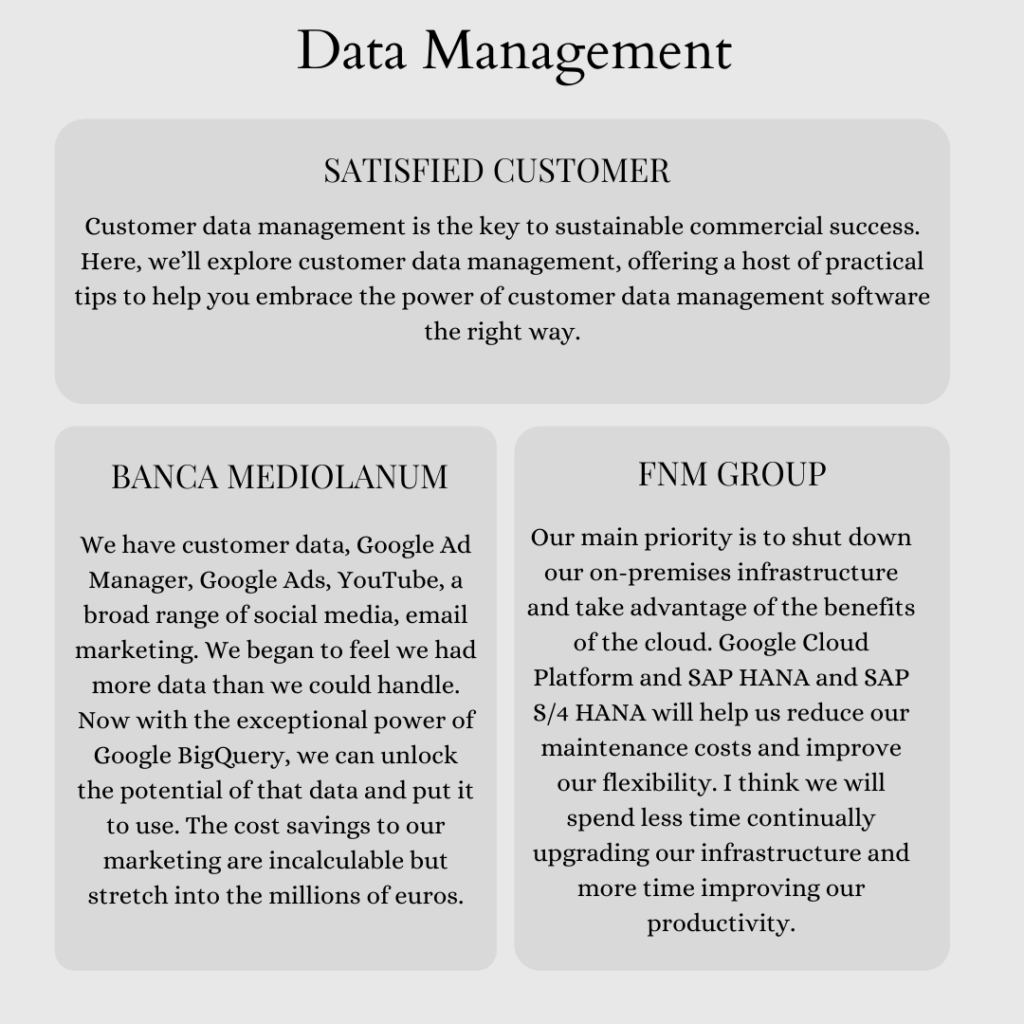 Data Management
SATISFIED CUSTOMER
Customer data management is the key to sustainable commercial success.
Here, we’ll explore customer data management, offering a host of practical
tips to help you embrace the power of customer data management software
the right way.
BANCA MEDIOLANUM
We have customer data, Google Ad
Manager, Google Ads, YouTube, a
broad range of social media, email
marketing. We began to feel we had
more data than we could handle.
Now with the exceptional power of
Google BigQuery, we can unlock
the potential of that data and put it
to use. The cost savings to our
marketing are incalculable but
stretch into the millions of euros.
FNM GROUP
Our main priority is to shut down
our on-premises infrastructure
and take advantage of the benefits
of the cloud. Google Cloud
Platform and SAP HANA and SAP
S/4 HANA will help us reduce our
maintenance costs and improve
our flexibility. I think we will
spend less time continually
upgrading our infrastructure and
more time improving our
productivity.